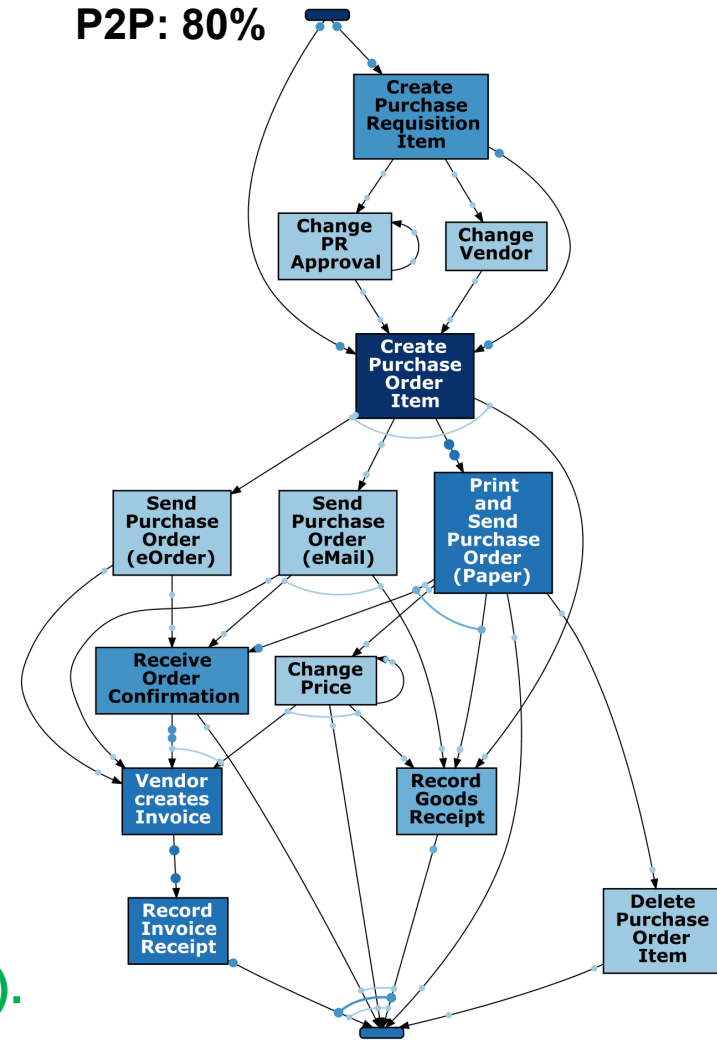 P2P: 80%
Create
Purchase
Requisition
Item
Change
PR
Approval
Change
Vendor
Create
Purchase
Order
Item
Send
Purchase
Order
(eOrder)
Send
Purchase
Order
(eMail)
Print
and
Send
Purchase
Order
(Paper)
Receive
Order
Confirmation
Change
Price
Vendor
creates
Invoice
Record
Goods
Receipt
Record
Invoice
Receipt
Delete
Purchase
Order
Item
).